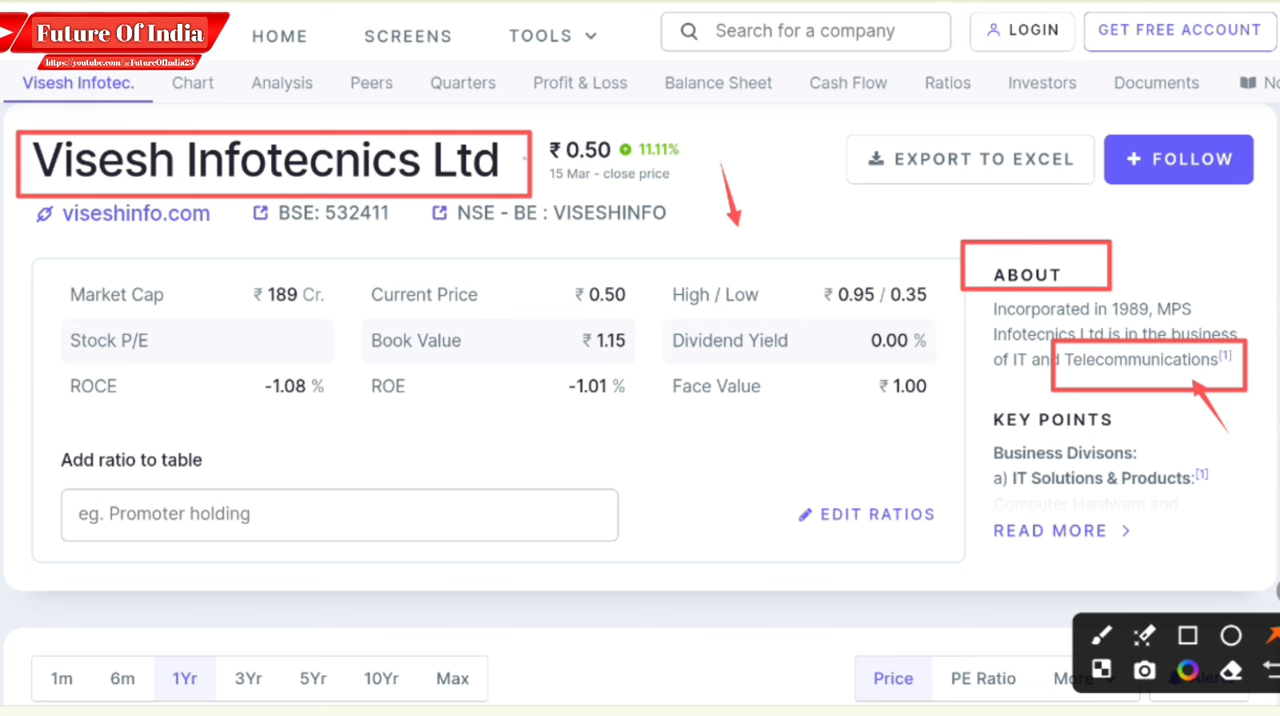 Future Of India
https://youtube.com/@FutureOfIndia23
HOME SCREENS TOOLS
Search for a company
LOGIN
GET FREE ACCOUNT
Visesh Infotec. Chart Analysis Peers Quarters Profit & Loss Balance Sheet Cash Flow Ratios Investors Documents
Visesh Infotecnics Ltd
₹ 0.50 11.11%
15 Mar - close price
EXPORT TO EXCEL
+ FOLLOW
viseshinfo.com BSE: 532411 NSE - BE : VISESHINFO
Market Cap ₹ 189 Cr. Current Price ₹ 0.50 High / Low ₹ 0.95 / 0.35
Stock P/E Book Value ₹ 1.15 Dividend Yield 0.00 %
ROCE -1.08 % ROE -1.01 % Face Value ₹ 1.00
Add ratio to table
eg. Promoter holding
EDIT RATIOS
ABOUT
Incorporated in 1989, MPS
Infotecnics Ltd is in the business
of IT and Telecommunications[1]
KEY POINTS
Business Divisons:
a) IT Solutions & Products:[1]
Computer Hardware and
READ MORE
1m 6m 1Yr 3Yr 5Yr 10Yr Max
Price PE Ratio More